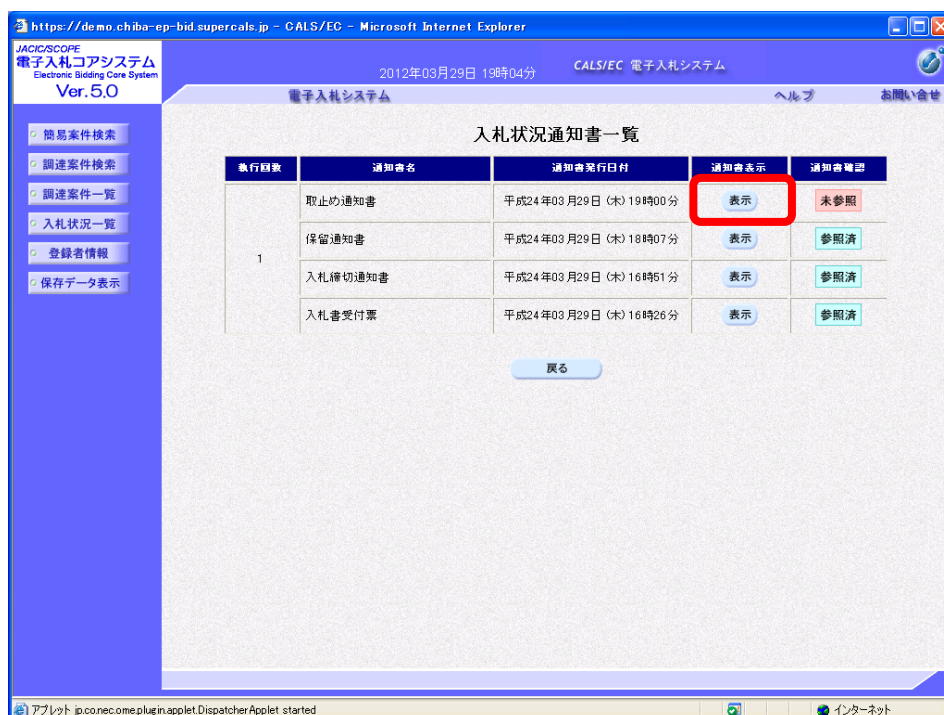 https://demo.chiba-ep-bid.supercals.jp - CALS/EC - Microsoft Internet Explorer
JACIC/SCOPE
電子入札コアシステム
Electronic Bidding Core System
Ver.5.0
2012年03月29日 19時04分
CALS/EC 電子入札システム
電子入札システム
ヘルプ
お問い合せ
簡易案件検索
調達案件検索
調達案件一覧
入札状況一覧
登録者情報
保存データ表示
入札状況通知書一覧
執行回数 通知書名 通知書発行日付 通知書表示 通知書確認
1
取止め通知書 平成24年03月29日 (木) 19時00分 表示 未参照
保留通知書 平成24年03月29日 (木) 18時07分 表示 参照済
入札締切通知書 平成24年03月29日 (木) 16時51分 表示 参照済
入札書受付票 平成24年03月29日 (木) 16時26分 表示 参照済
戻る
アプレット jp.co.nec.ome.plugin.applet.DispatcherApplet started
インターネット